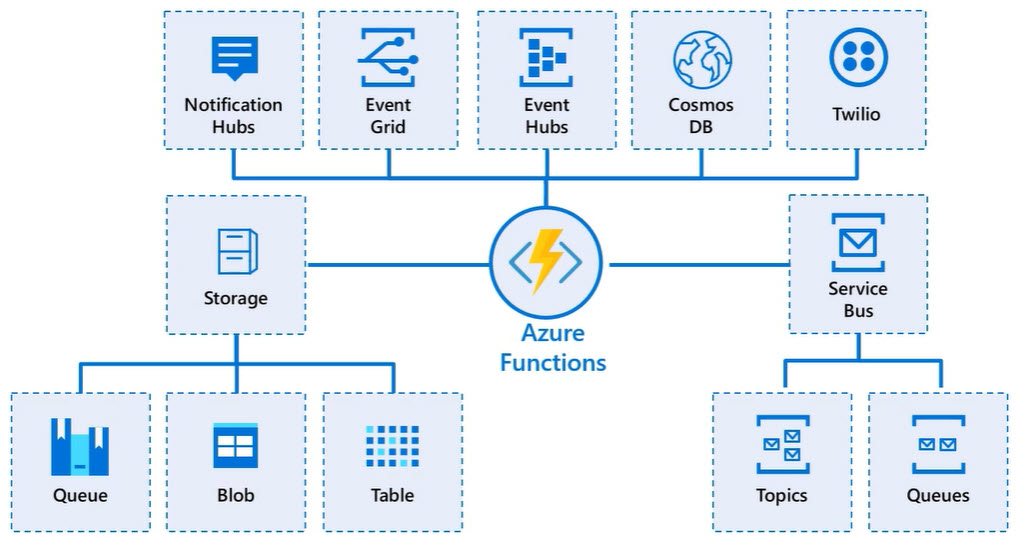 Notification
Hubs
Event
Grid
Event
Hubs
Cosmos
DB
Twilio
Storage
Azure
Functions
Service
Bus
Queue
Blob
Table
Topics
Queues